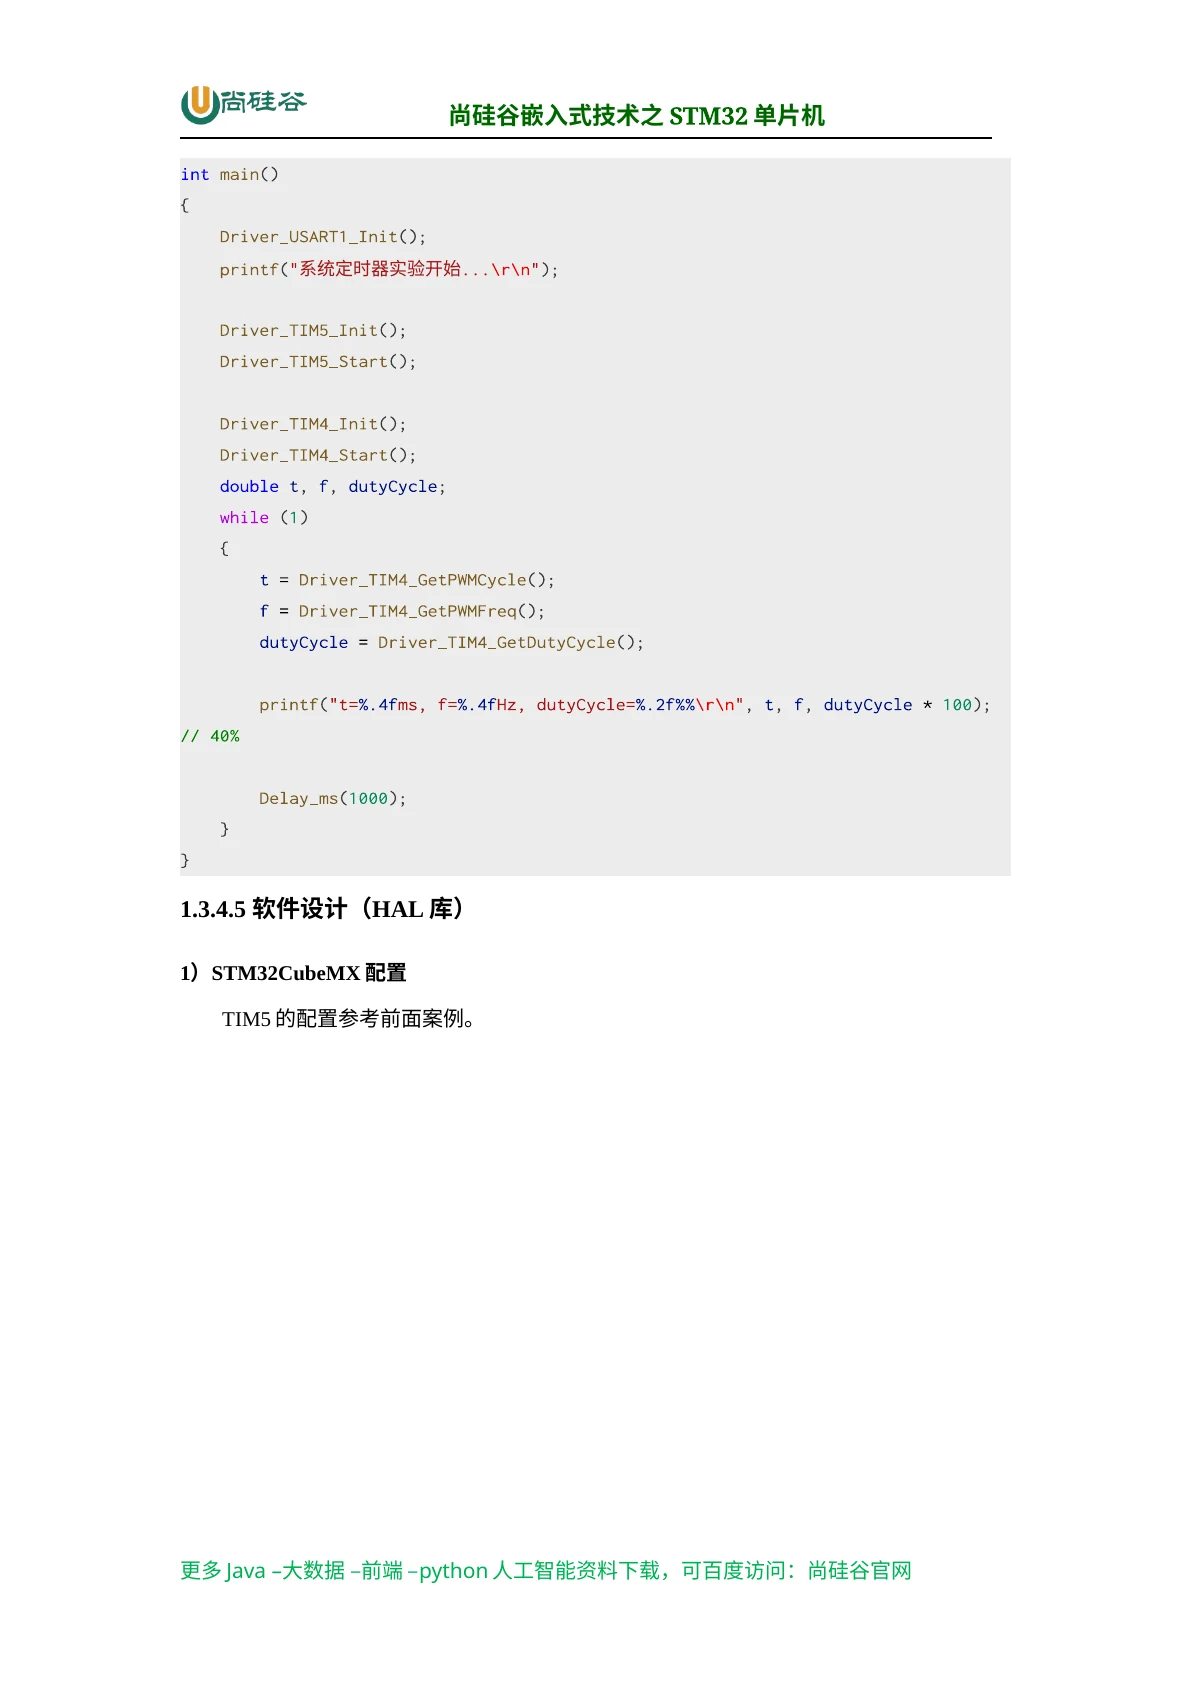 尚硅谷
尚硅谷嵌入式技术之 STM32 单片机
int main()
{
    Driver_USART1_Init();
    printf("系统定时器实验开始...\r\n");

    Driver_TIM5_Init();
    Driver_TIM5_Start();

    Driver_TIM4_Init();
    Driver_TIM4_Start();
    double t, f, dutyCycle;
    while (1)
    {
        t = Driver_TIM4_GetPWMCycle();
        f = Driver_TIM4_GetPWMFreq();
        dutyCycle = Driver_TIM4_GetDutyCycle();

        printf("t=%.4fms, f=%.4fHz, dutyCycle=%.2f%%\r\n", t, f, dutyCycle * 100);
// 40%

        Delay_ms(1000);
    }
}
1.3.4.5 软件设计（HAL 库）
1）STM32CubeMX 配置
TIM5 的配置参考前面案例。
更多 Java –大数据 –前端 –python 人工智能资料下载，可百度访问：尚硅谷官网